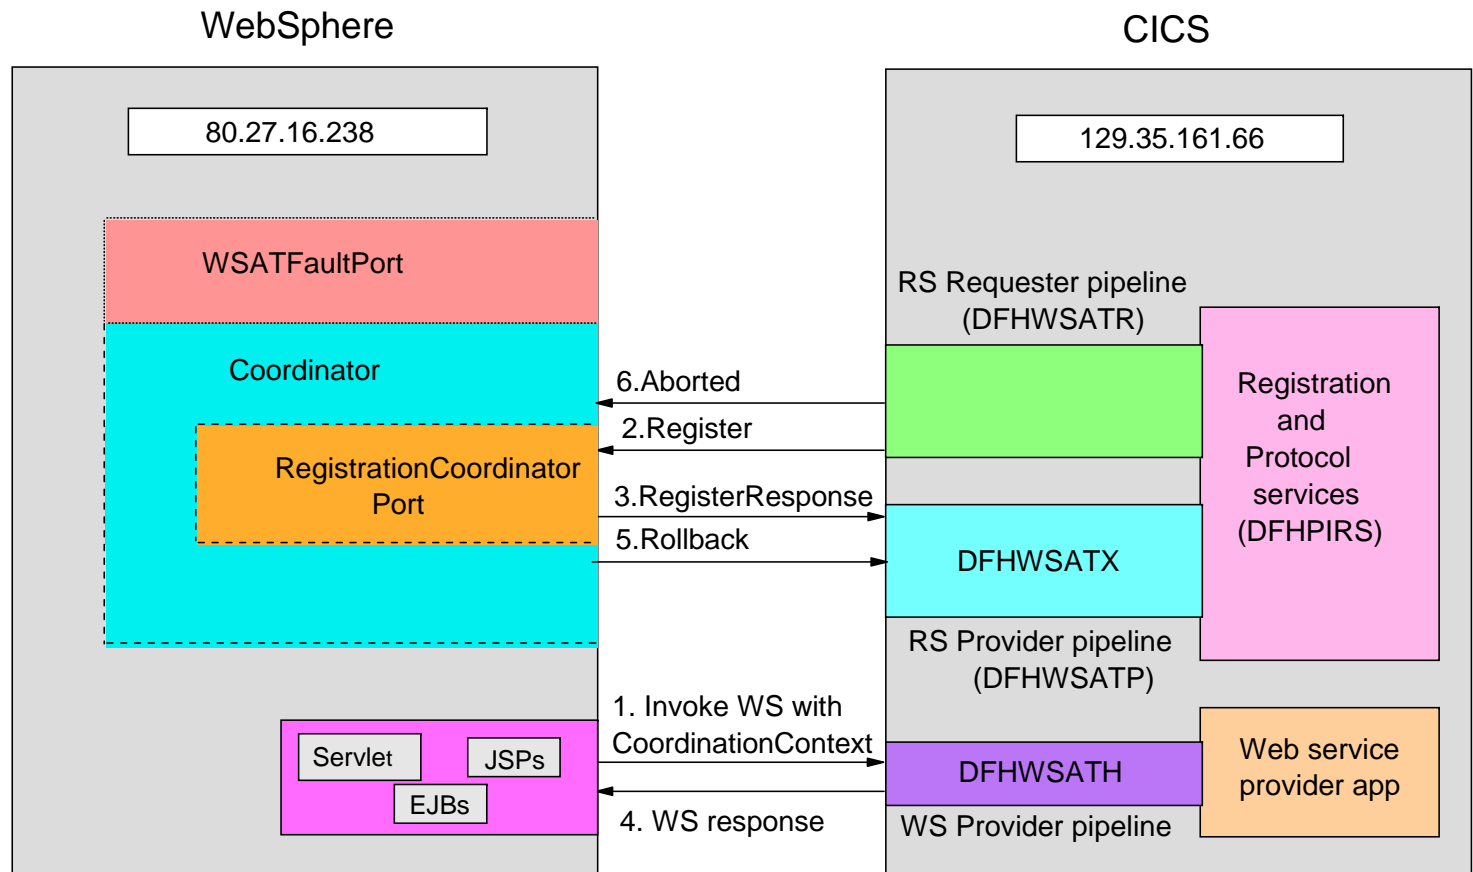 WebSphere
CICS
80.27.16.238
129.35.161.66
WSATFaultPort
RS Requester pipeline
(DFHWSATR)
Coordinator
6.Aborted
2.Register
Registration
and
Protocol
services
(DFHPIRS)
RegistrationCoordinator
Port
3.RegisterResponse
5.Rollback
DFHWSATX
RS Provider pipeline
(DFHWSATP)
1. Invoke WS with
CoordinationContext
Servlet
JSPs
EJBs
DFHWSATH
Web service
provider app
4. WS response
WS Provider pipeline